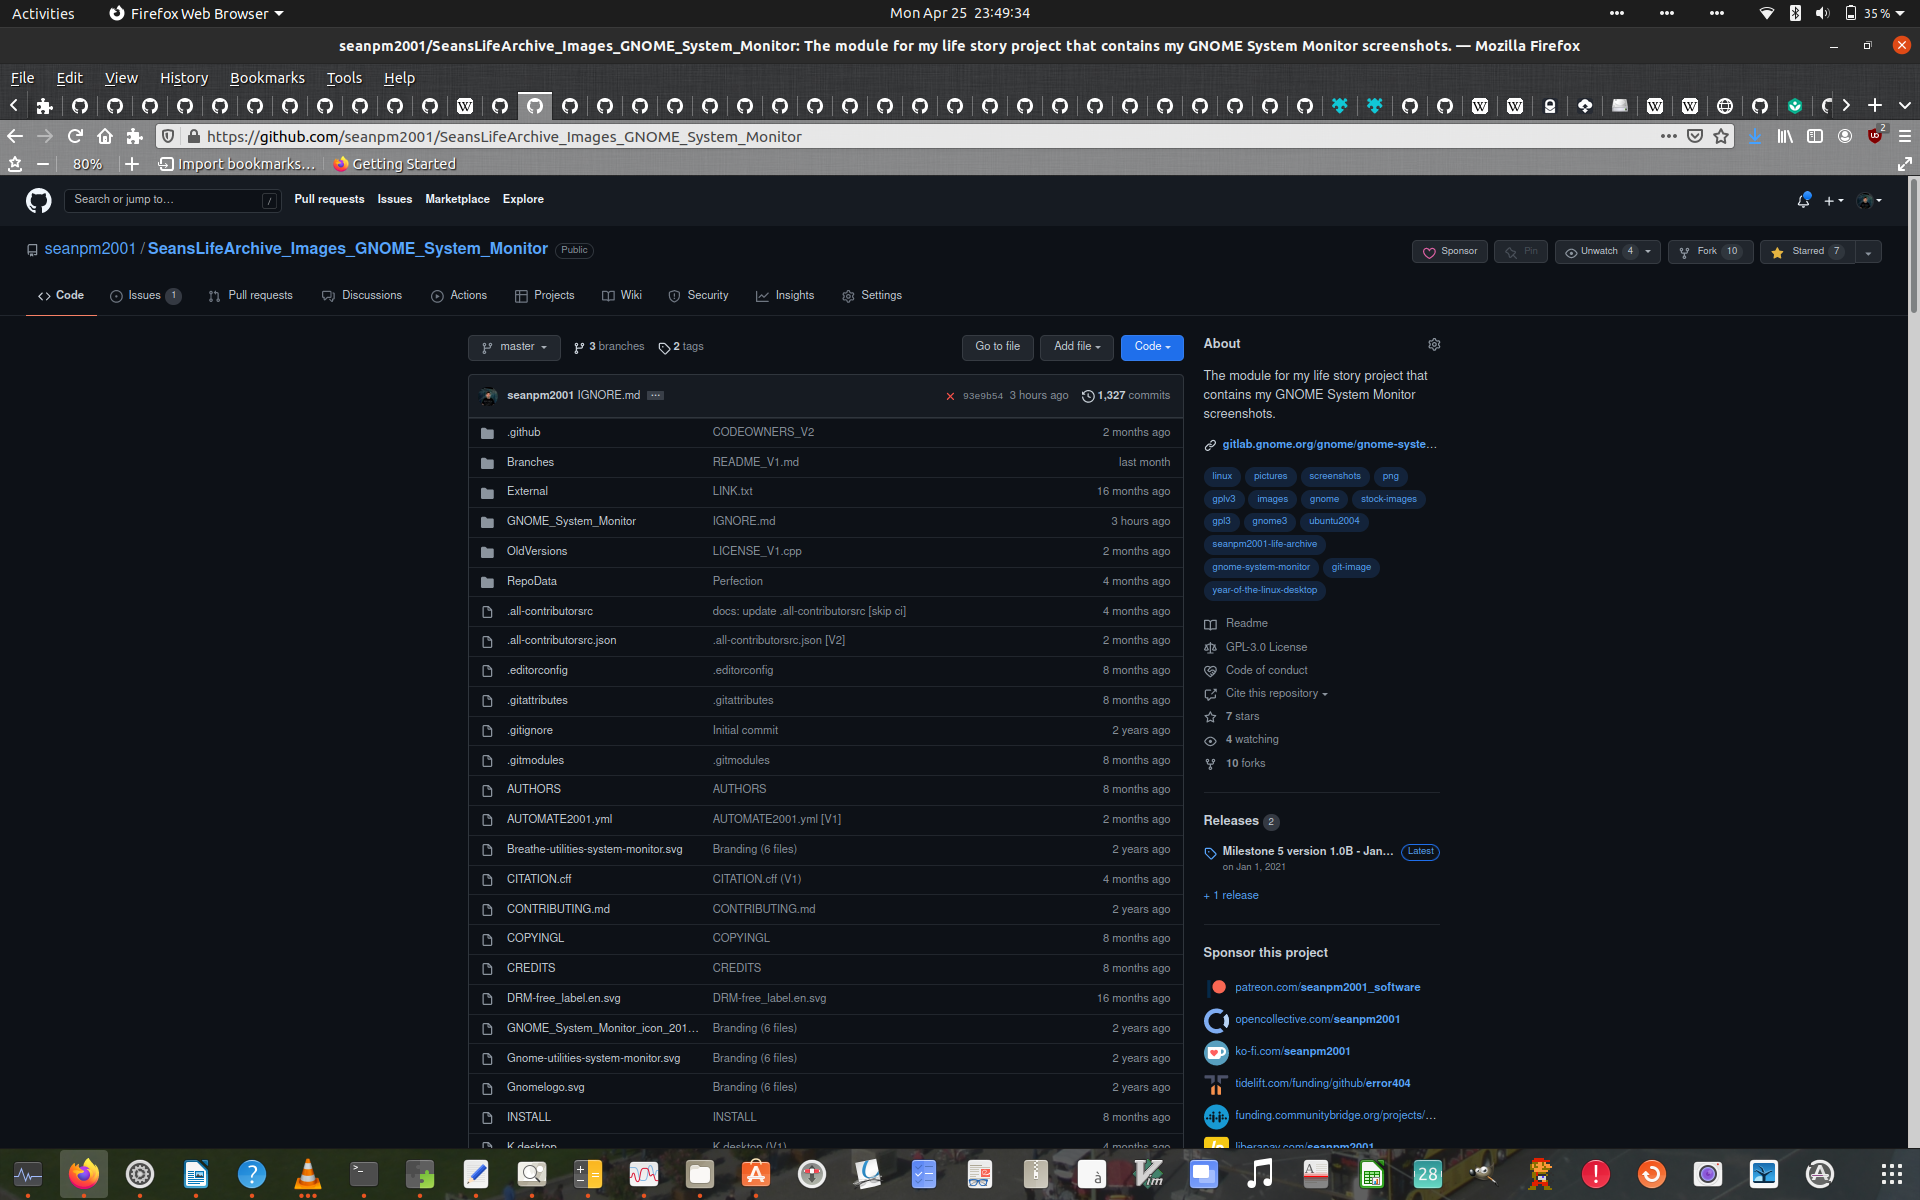 Activities
Firefox Web Browser
Mon Apr 25 23:49:34
35 %
seanpm2001/SeansLifeArchive_Images_GNOME_System_Monitor: The module for my life story project that contains my GNOME System Monitor screenshots. — Mozilla Firefox
File Edit View History Bookmarks Tools Help
https://github.com/seanpm2001/SeansLifeArchive_Images_GNOME_System_Monitor
2
80%
Import bookmarks...
Getting Started
Search or jump to...
/
Pull requests Issues Marketplace Explore
seanpm2001 / SeansLifeArchive_Images_GNOME_System_Monitor Public
Sponsor Pin Unwatch 4 Fork 10 Starred 7
Code Issues 1 Pull requests Discussions Actions Projects Wiki Security Insights Settings
master 3 branches 2 tags Go to file Add file Code
seanpm2001 IGNORE.md ... 93e9b54 3 hours ago 1,327 commits
.github CODEOWNERS_V2 2 months ago
Branches README_V1.md last month
External LINK.txt 16 months ago
GNOME_System_Monitor IGNORE.md 3 hours ago
OldVersions LICENSE_V1.cpp 2 months ago
RepoData Perfection 4 months ago
.all-contributorsrc docs: update .all-contributorsrc [skip ci] 4 months ago
.all-contributorsrc.json .all-contributorsrc.json [V2] 2 months ago
.editorconfig .editorconfig 8 months ago
.gitattributes .gitattributes 8 months ago
.gitignore Initial commit 2 years ago
.gitmodules .gitmodules 8 months ago
AUTHORS AUTHORS 8 months ago
AUTOMATE2001.yml AUTOMATE2001.yml [V1] 2 months ago
Breathe-utilities-system-monitor.svg Branding (6 files) 2 years ago
CITATION.cff CITATION.cff (V1) 4 months ago
CONTRIBUTING.md CONTRIBUTING.md 2 years ago
COPYINGL COPYINGL 8 months ago
CREDITS CREDITS 8 months ago
DRM-free_label.en.svg DRM-free_label.en.svg 16 months ago
GNOME_System_Monitor_icon_201... Branding (6 files) 2 years ago
Gnome-utilities-system-monitor.svg Branding (6 files) 2 years ago
Gnomelogo.svg Branding (6 files) 2 years ago
INSTALL INSTALL 8 months ago
K desktop K desktop (V1) 4 months ago
About
The module for my life story project that
contains my GNOME System Monitor
screenshots.
gitlab.gnome.org/gnome/gnome-syste...
linux pictures screenshots png
gplv3 images gnome stock-images
gpl3 gnome3 ubuntu2004
seanpm2001-life-archive
gnome-system-monitor git-image
year-of-the-linux-desktop
Readme
GPL-3.0 License
Code of conduct
Cite this repository
7 stars
4 watching
10 forks
Releases 2
Milestone 5 version 1.0B - Jan... Latest
on Jan 1, 2021
+ 1 release
Sponsor this project
patreon.com/seanpm2001_software
opencollective.com/seanpm2001
ko-fi.com/seanpm2001
tidelift.com/funding/github/error404
funding.communitybridge.org/projects/...
liberapay.com/seanpm2001
28